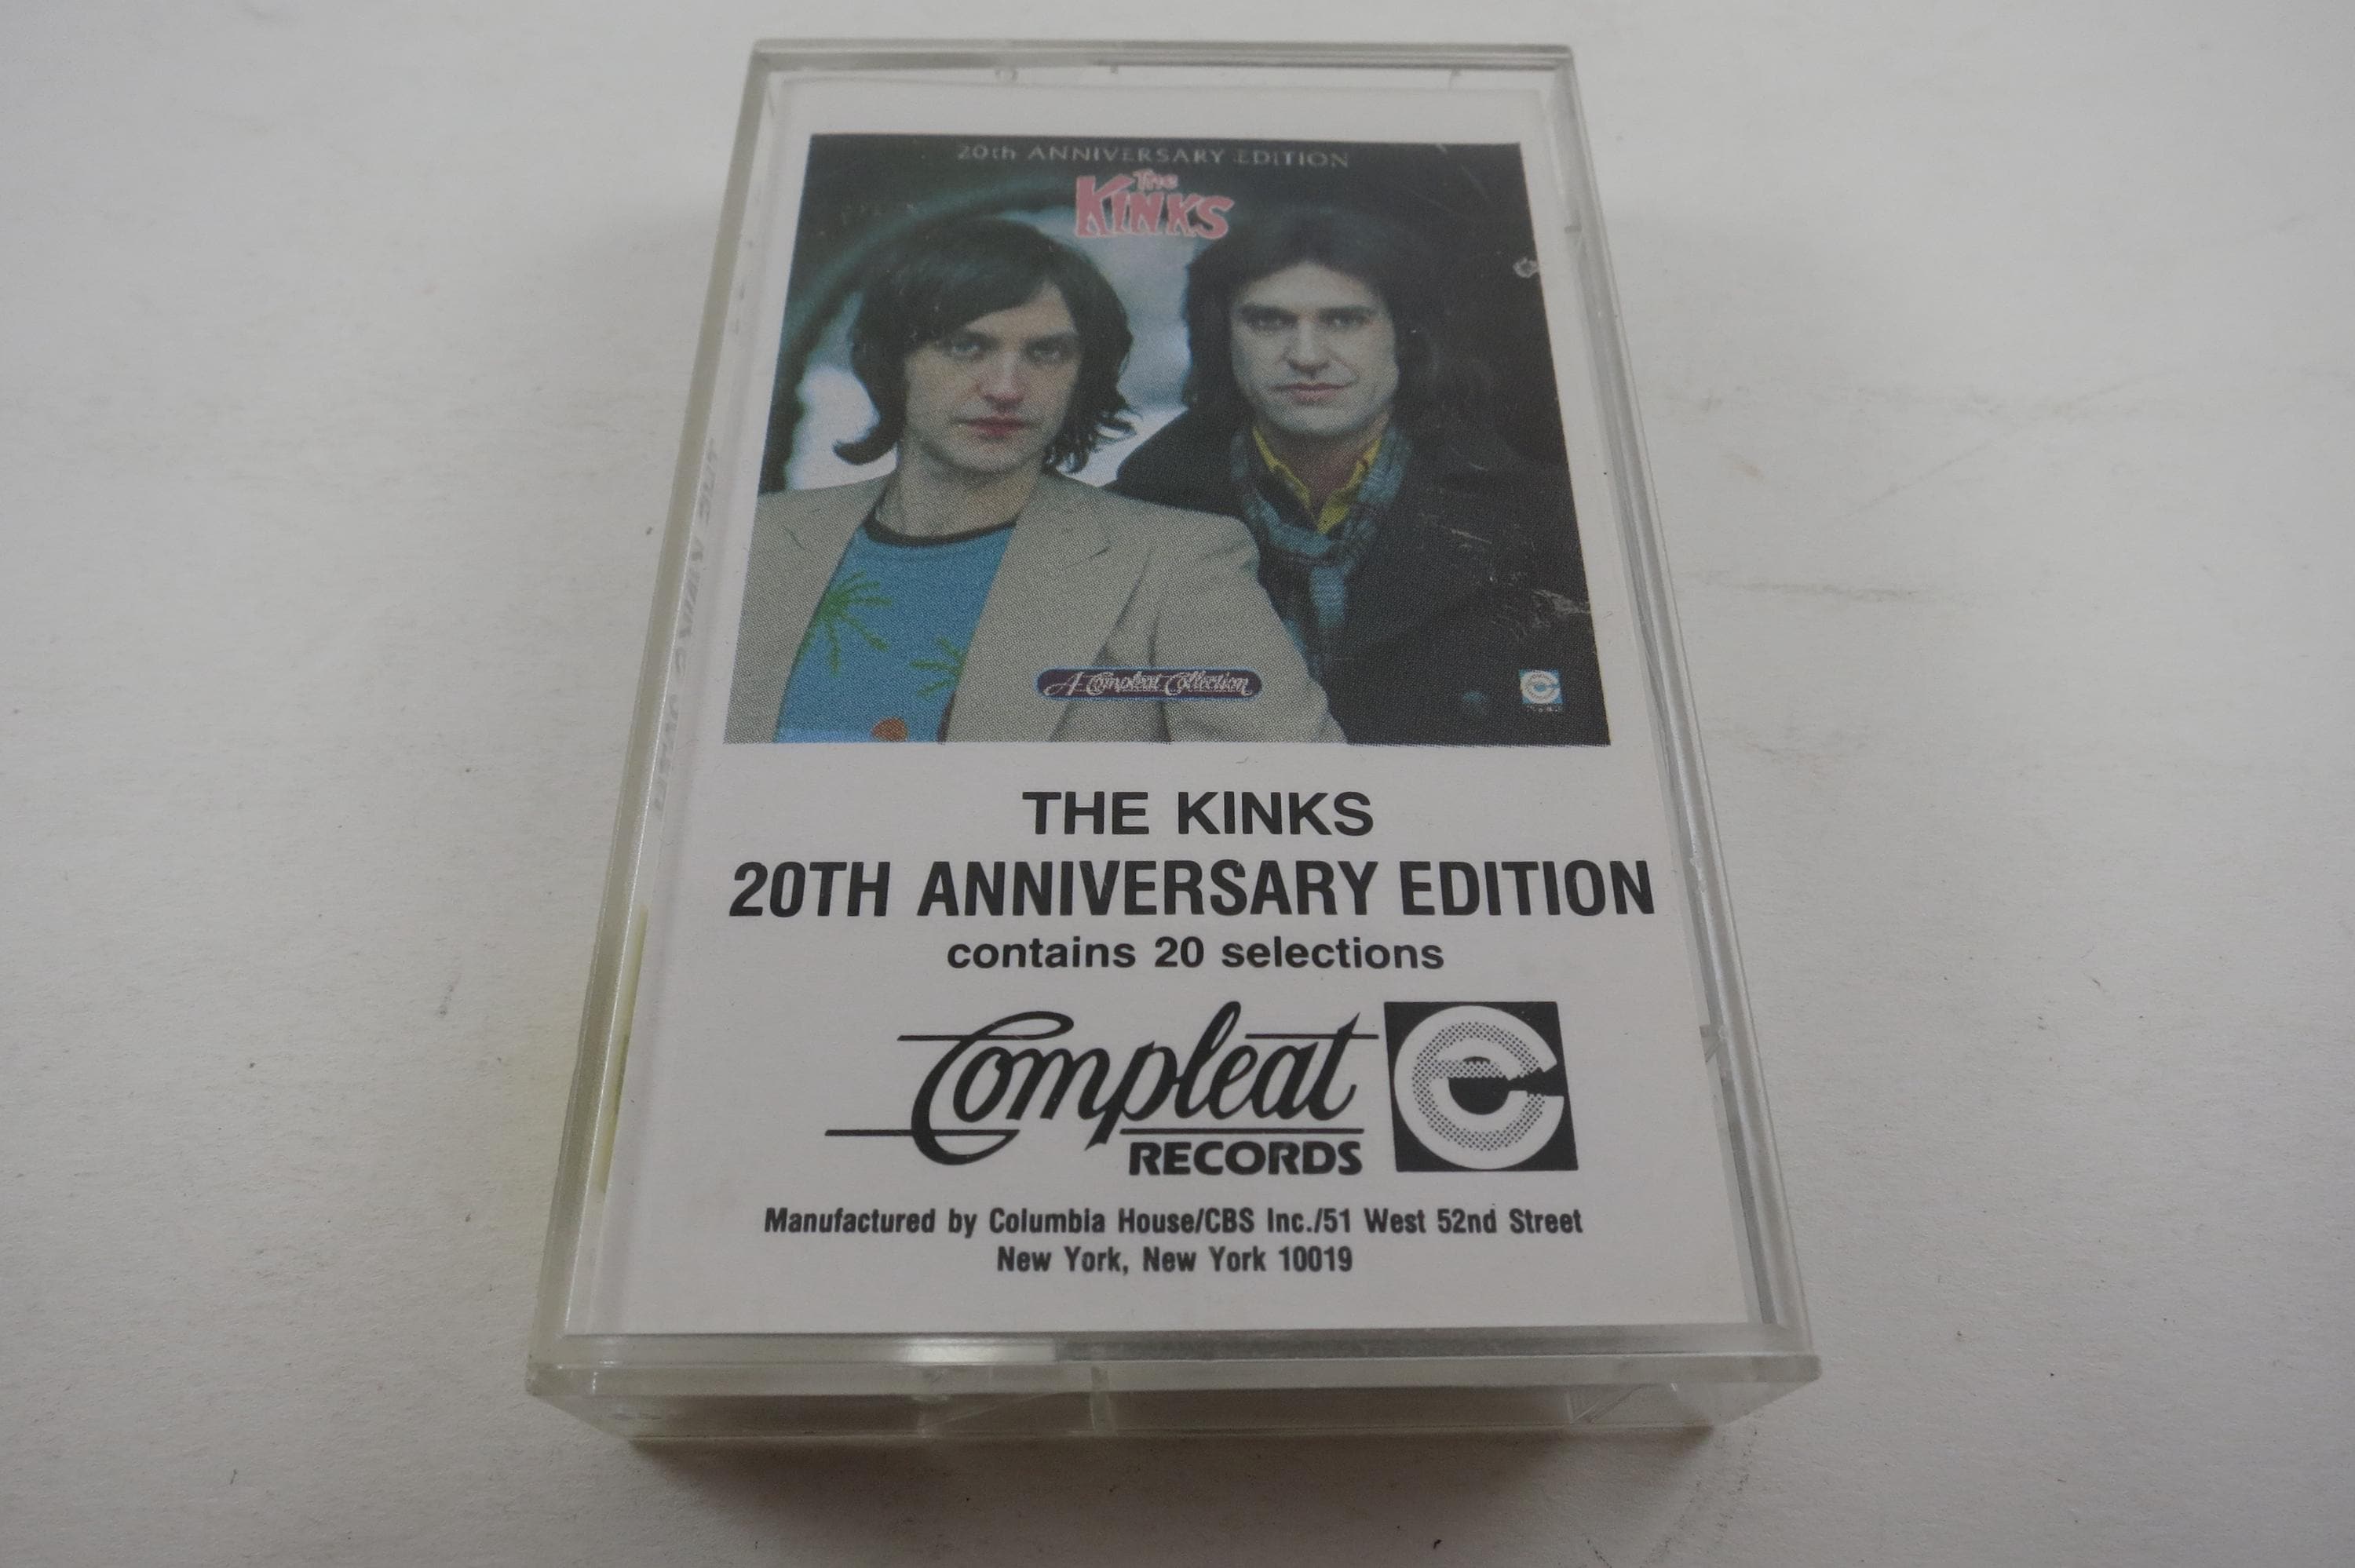 20th ANNIVERSARY EDITION
The
KINKS
A Compleat Collection
THE KINKS
20TH ANNIVERSARY EDITION
contains 20 selections
Compleat
RECORDS
Manufactured by Columbia House/CBS Inc./51 West 52nd Street
New York, New York 10019